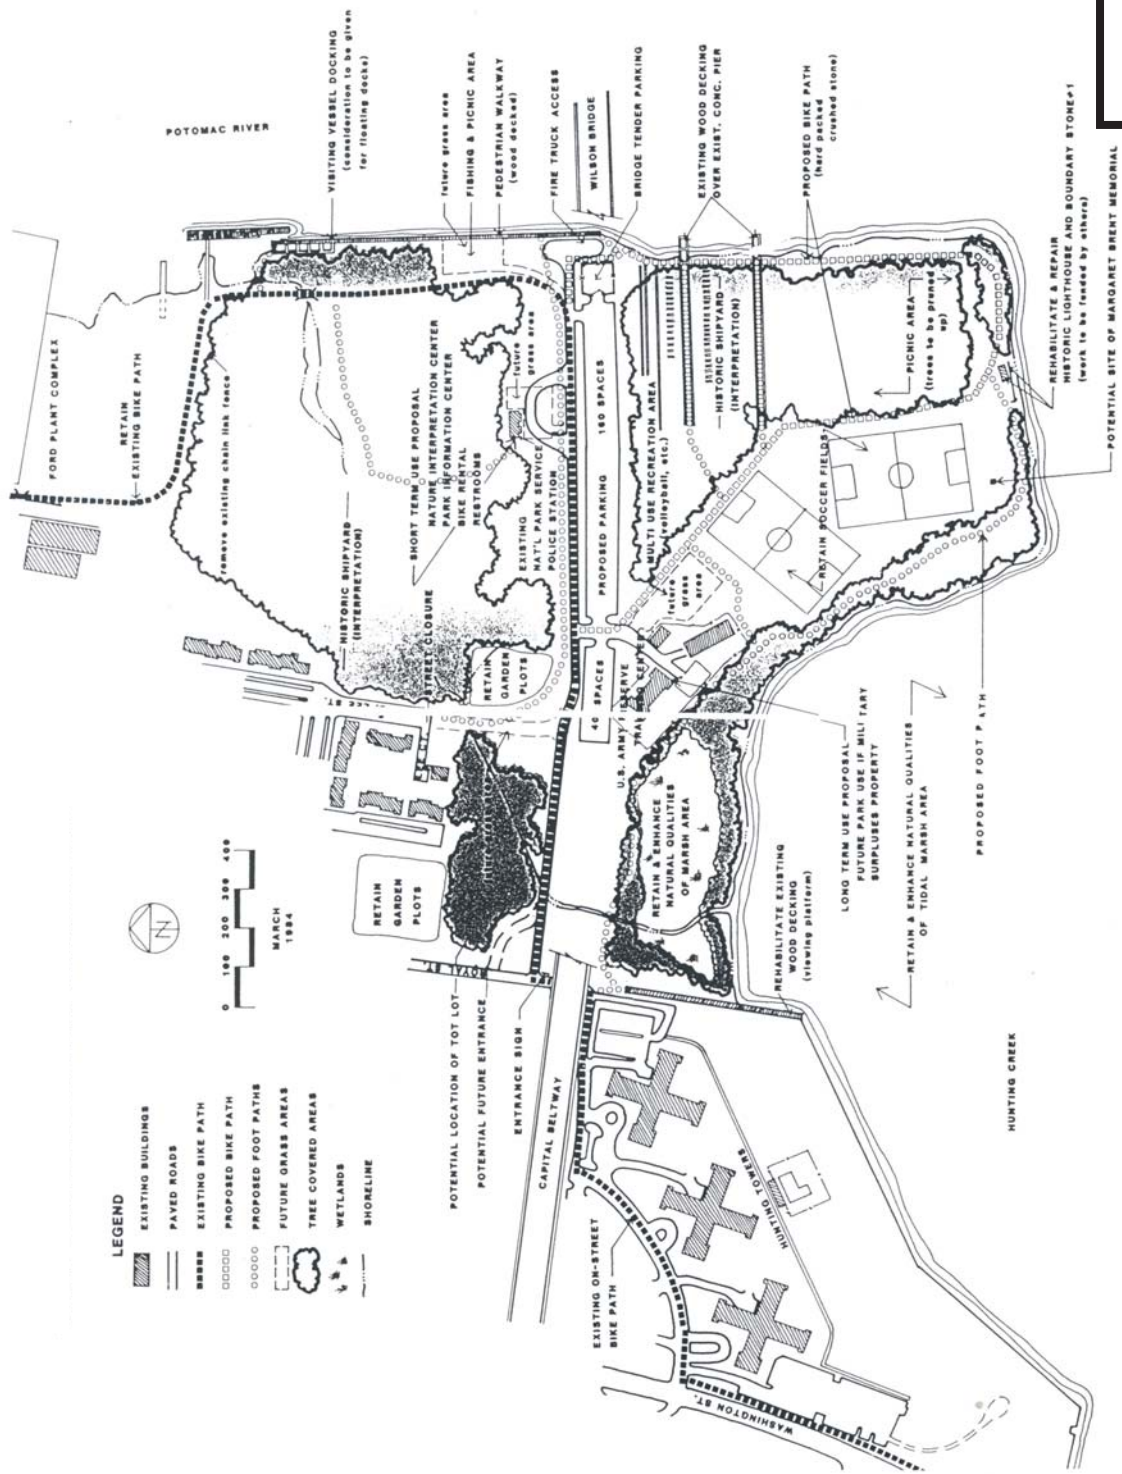 POTOMAC RIVER
FORD PLANT COMPLEX
RETAIN
EXISTING BIKE PATH
remove existing chain link fence
HISTORIC SHIPYARD
(INTERPRETATION)
SHORT TERM USE PROPOSAL
NATURE INTERPRETATION CENTER
PARK INFORMATION CENTER
BIKE RENTAL
RESTROOMS
STREET CLOSURE
ST.
RETAIN
GARDEN
PLOTS
EXISTING
NAT'L PARK SERVICE
POLICE STATION
future
grass area
VISITING VESSEL DOCKING
(consideration to be given
for floating docks)
future grass area
FISHING & PICNIC AREA
PEDESTRIAN WALKWAY
(wood decked)
FIRE TRUCK ACCESS
WILSON BRIDGE
BRIDGE TENDER PARKING
EXISTING WOOD DECKING
OVER EXIST. CONC. PIER
PROPOSED BIKE PATH
(hard packed
crushed stone)
REHABILITATE & REPAIR
HISTORIC LIGHTHOUSE AND BOUNDARY STONE#1
(work to be funded by others)
POTENTIAL SITE OF MARGARET BRENT MEMORIAL
40 SPACES
PROPOSED PARKING
160 SPACES
MULTI USE RECREATION AREA
(volleyball, etc.)
HISTORIC SHIPYARD
(INTERPRETATION)
PICNIC AREA
(trees to be pruned
up)
future
grass
area
RETAIN SOCCER FIELDS
U.S. ARMY RESERVE
TRAINING CENTER
RETAIN & ENHANCE
NATURAL QUALITIES
OF MARSH AREA
LONG TERM USE PROPOSAL
FUTURE PARK USE IF MILITARY
SURPLUSES PROPERTY
RETAIN & ENHANCE NATURAL QUALITIES
OF TIDAL MARSH AREA
PROPOSED FOOT PATH
REHABILITATE EXISTING
WOOD DECKING
(viewing platform)
RETAIN
GARDEN
PLOTS
ROYAL ST.
POTENTIAL LOCATION OF TOT LOT
POTENTIAL FUTURE ENTRANCE
ENTRANCE SIGN
CAPITAL BELTWAY
EXISTING ON-STREET
BIKE PATH
HUNTING TOWERS
WASHINGTON ST.
HUNTING CREEK
N
0 100 200 300 400
MARCH
1984
LEGEND
EXISTING BUILDINGS
PAVED ROADS
EXISTING BIKE PATH
PROPOSED BIKE PATH
PROPOSED FOOT PATHS
FUTURE GRASS AREAS
TREE COVERED AREAS
WETLANDS
SHORELINE